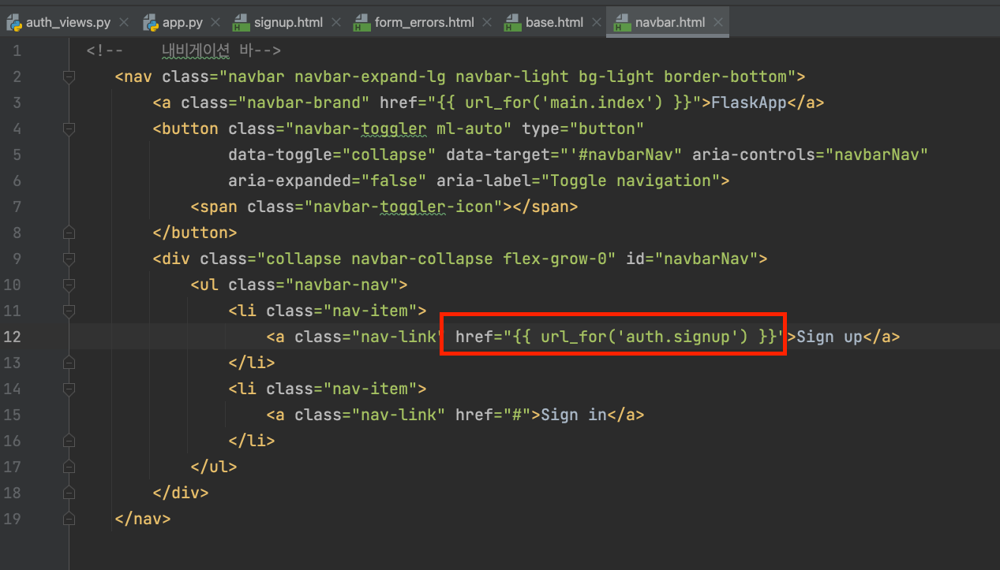 auth_views.py app.py signup.html form_errors.html base.html navbar.html
1 <!-- 내비게이션 바-->
2 <nav class="navbar navbar-expand-lg navbar-light bg-light border-bottom">
3 <a class="navbar-brand" href="{{ url_for('main.index') }}">FlaskApp</a>
4 <button class="navbar-toggler ml-auto" type="button"
5 data-toggle="collapse" data-target="'#navbarNav" aria-controls="navbarNav"
6 aria-expanded="false" aria-label="Toggle navigation">
7 <span class="navbar-toggler-icon"></span>
8 </button>
9 <div class="collapse navbar-collapse flex-grow-0" id="navbarNav">
10 <ul class="navbar-nav">
11 <li class="nav-item">
12 <a class="nav-link" href="{{ url_for('auth.signup') }}">Sign up</a>
13 </li>
14 <li class="nav-item">
15 <a class="nav-link" href="#">Sign in</a>
16 </li>
17 </ul>
18 </div>
19 </nav>